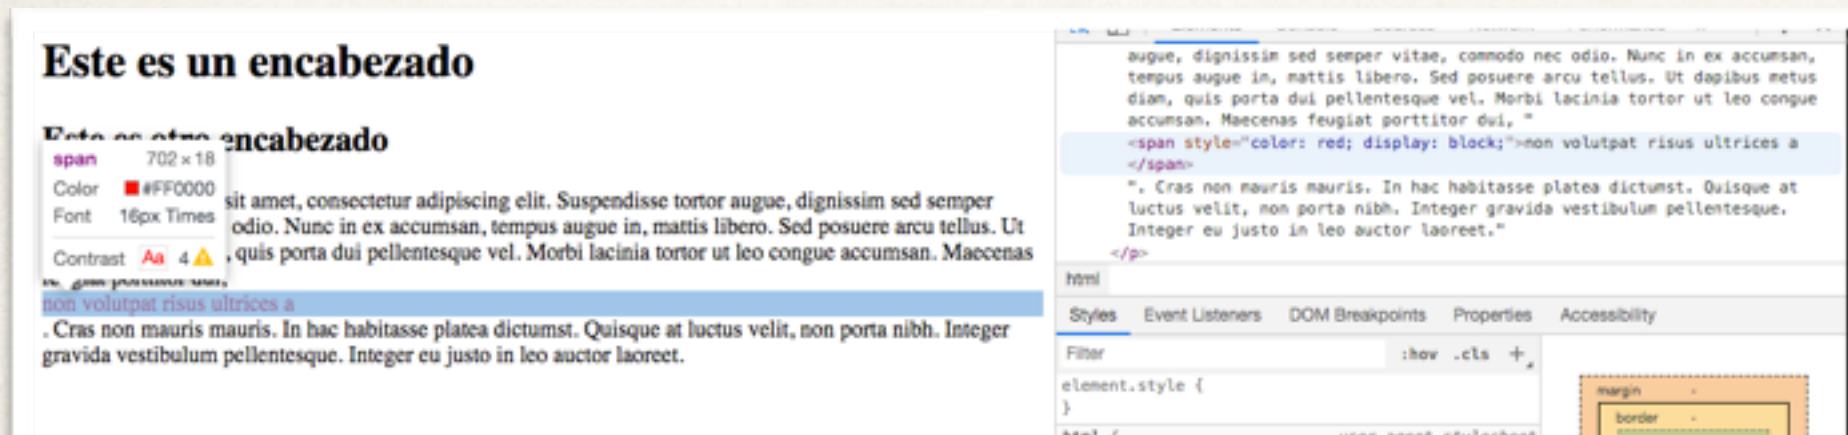 Este es un encabezado
Este es otro encabezado
span 702 × 18
Color #FF0000
Font 16px Times
Contrast Aa 4
sit amet, consectetur adipiscing elit. Suspendisse tortor augue, dignissim sed semper
odio. Nunc in ex accumsan, tempus augue in, mattis libero. Sed posuere arcu tellus. Ut
, quis porta dui pellentesque vel. Morbi lacinia tortor ut leo congue accumsan. Maecenas
porttitor dui,
non volutpat risus ultrices a
. Cras non mauris mauris. In hac habitasse platea dictumst. Quisque at luctus velit, non porta nibh. Integer
gravida vestibulum pellentesque. Integer eu justo in leo auctor laoreet.
augue, dignissim sed semper vitae, commodo nec odio. Nunc in ex accumsan,
tempus augue in, mattis libero. Sed posuere arcu tellus. Ut dapibus metus
diam, quis porta dui pellentesque vel. Morbi lacinia tortor ut leo congue
accumsan. Maecenas feugiat porttitor dui, "
<span style="color: red; display: block;">non volutpat risus ultrices a
</span>
". Cras non mauris mauris. In hac habitasse platea dictumst. Quisque at
luctus velit, non porta nibh. Integer gravida vestibulum pellentesque.
Integer eu justo in leo auctor laoreet."
</p>
html
Styles Event Listeners DOM Breakpoints Properties Accessibility
Filter :hov .cls +
element.style {
}
margin -
border -